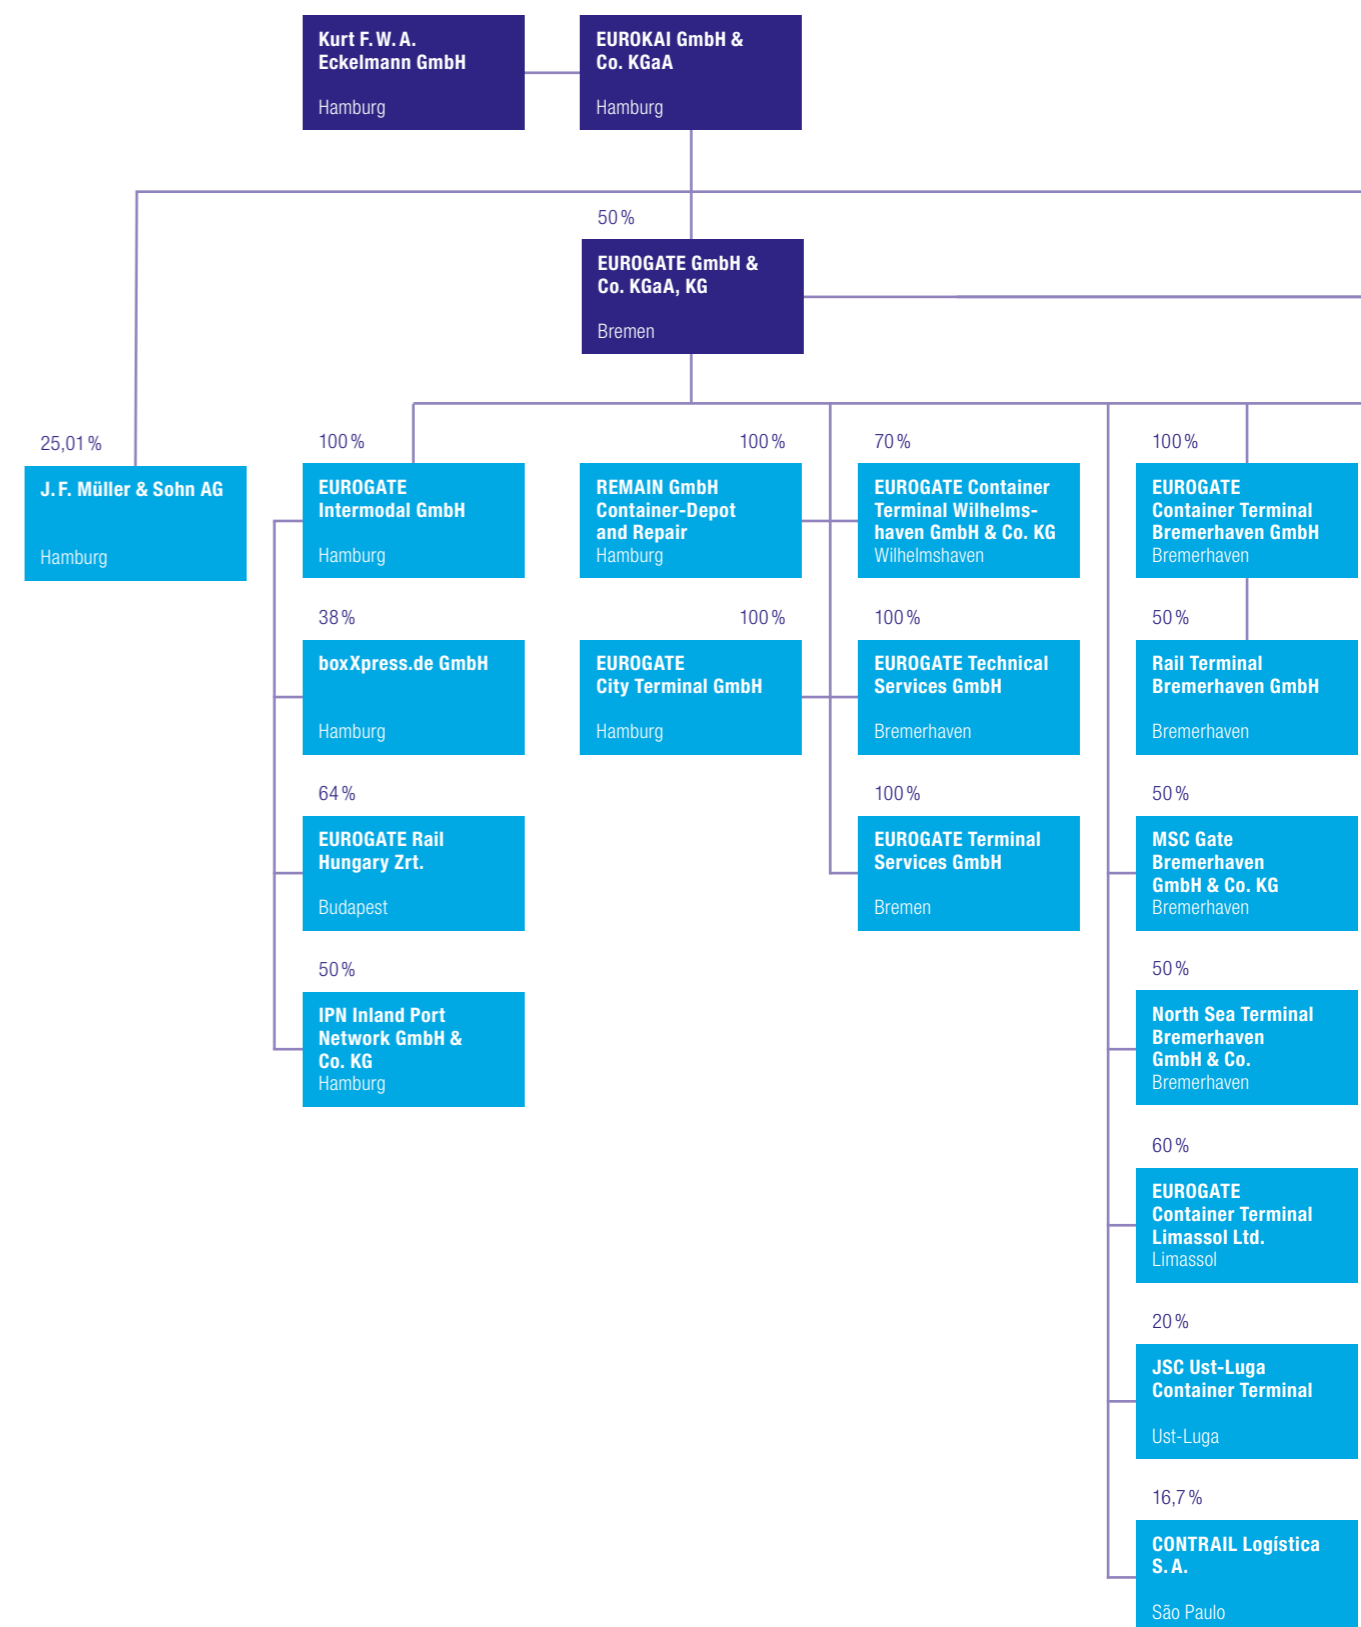 Kurt F. W. A.
Eckelmann GmbH
Hamburg
EUROKAI GmbH &
Co. KGaA
Hamburg
50 %
EUROGATE GmbH &
Co. KGaA, KG
Bremen
25,01 %
J. F. Müller & Sohn AG
Hamburg
100 %
EUROGATE
Intermodal GmbH
Hamburg
38 %
boxXpress.de GmbH
Hamburg
64 %
EUROGATE Rail
Hungary Zrt.
Budapest
50 %
IPN Inland Port
Network GmbH &
Co. KG
Hamburg
100 %
REMAIN GmbH
Container-Depot
and Repair
Hamburg
100 %
EUROGATE
City Terminal GmbH
Hamburg
70 %
EUROGATE Container
Terminal Wilhelms-
haven GmbH & Co. KG
Wilhelmshaven
100 %
EUROGATE Technical
Services GmbH
Bremerhaven
100 %
EUROGATE Terminal
Services GmbH
Bremen
100 %
EUROGATE
Container Terminal
Bremerhaven GmbH
Bremerhaven
50 %
Rail Terminal
Bremerhaven GmbH
Bremerhaven
50 %
MSC Gate
Bremerhaven
GmbH & Co. KG
Bremerhaven
50 %
North Sea Terminal
Bremerhaven
GmbH & Co.
Bremerhaven
60 %
EUROGATE
Container Terminal
Limassol Ltd.
Limassol
20 %
JSC Ust-Luga
Container Terminal
Ust-Luga
16,7 %
CONTRAIL Logística
S. A.
São Paulo